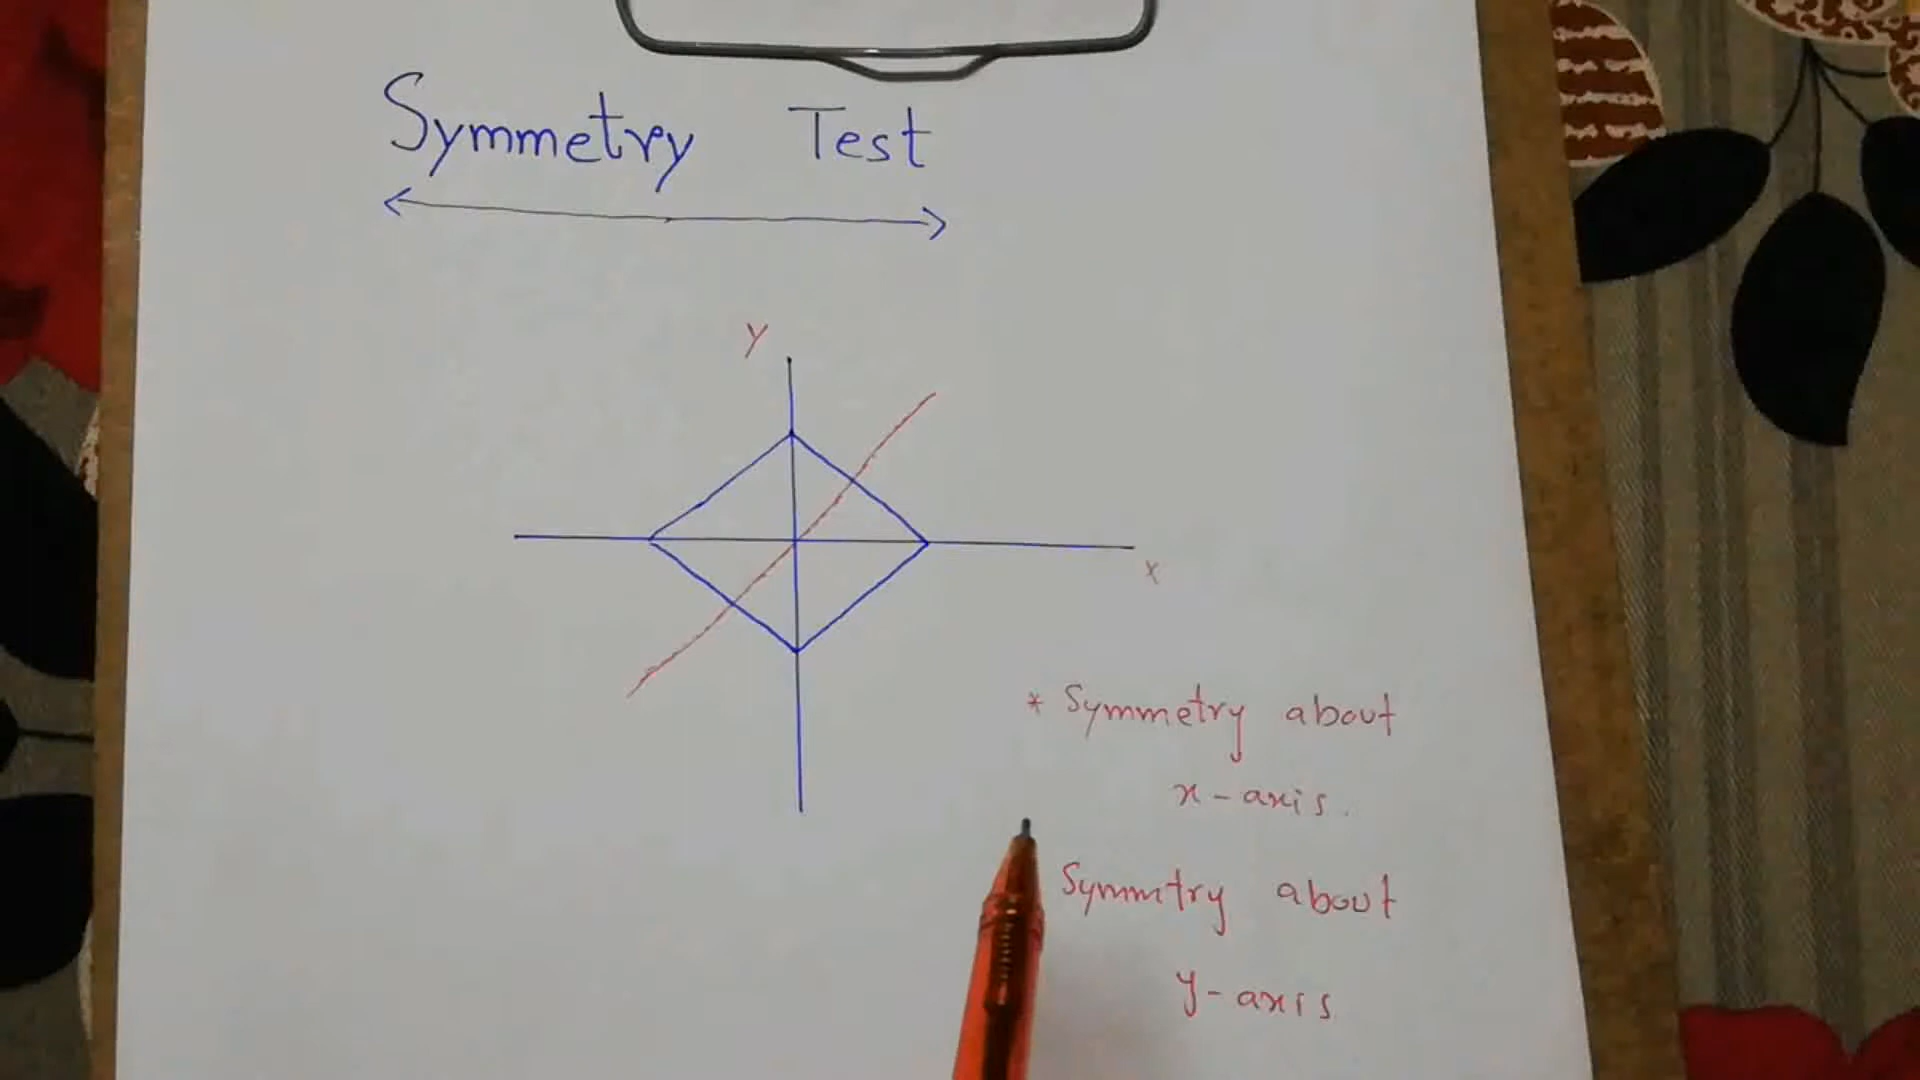 Symmetry Test
y
x
* Symmetry about
x-axis.
Symmtry about
y-axis